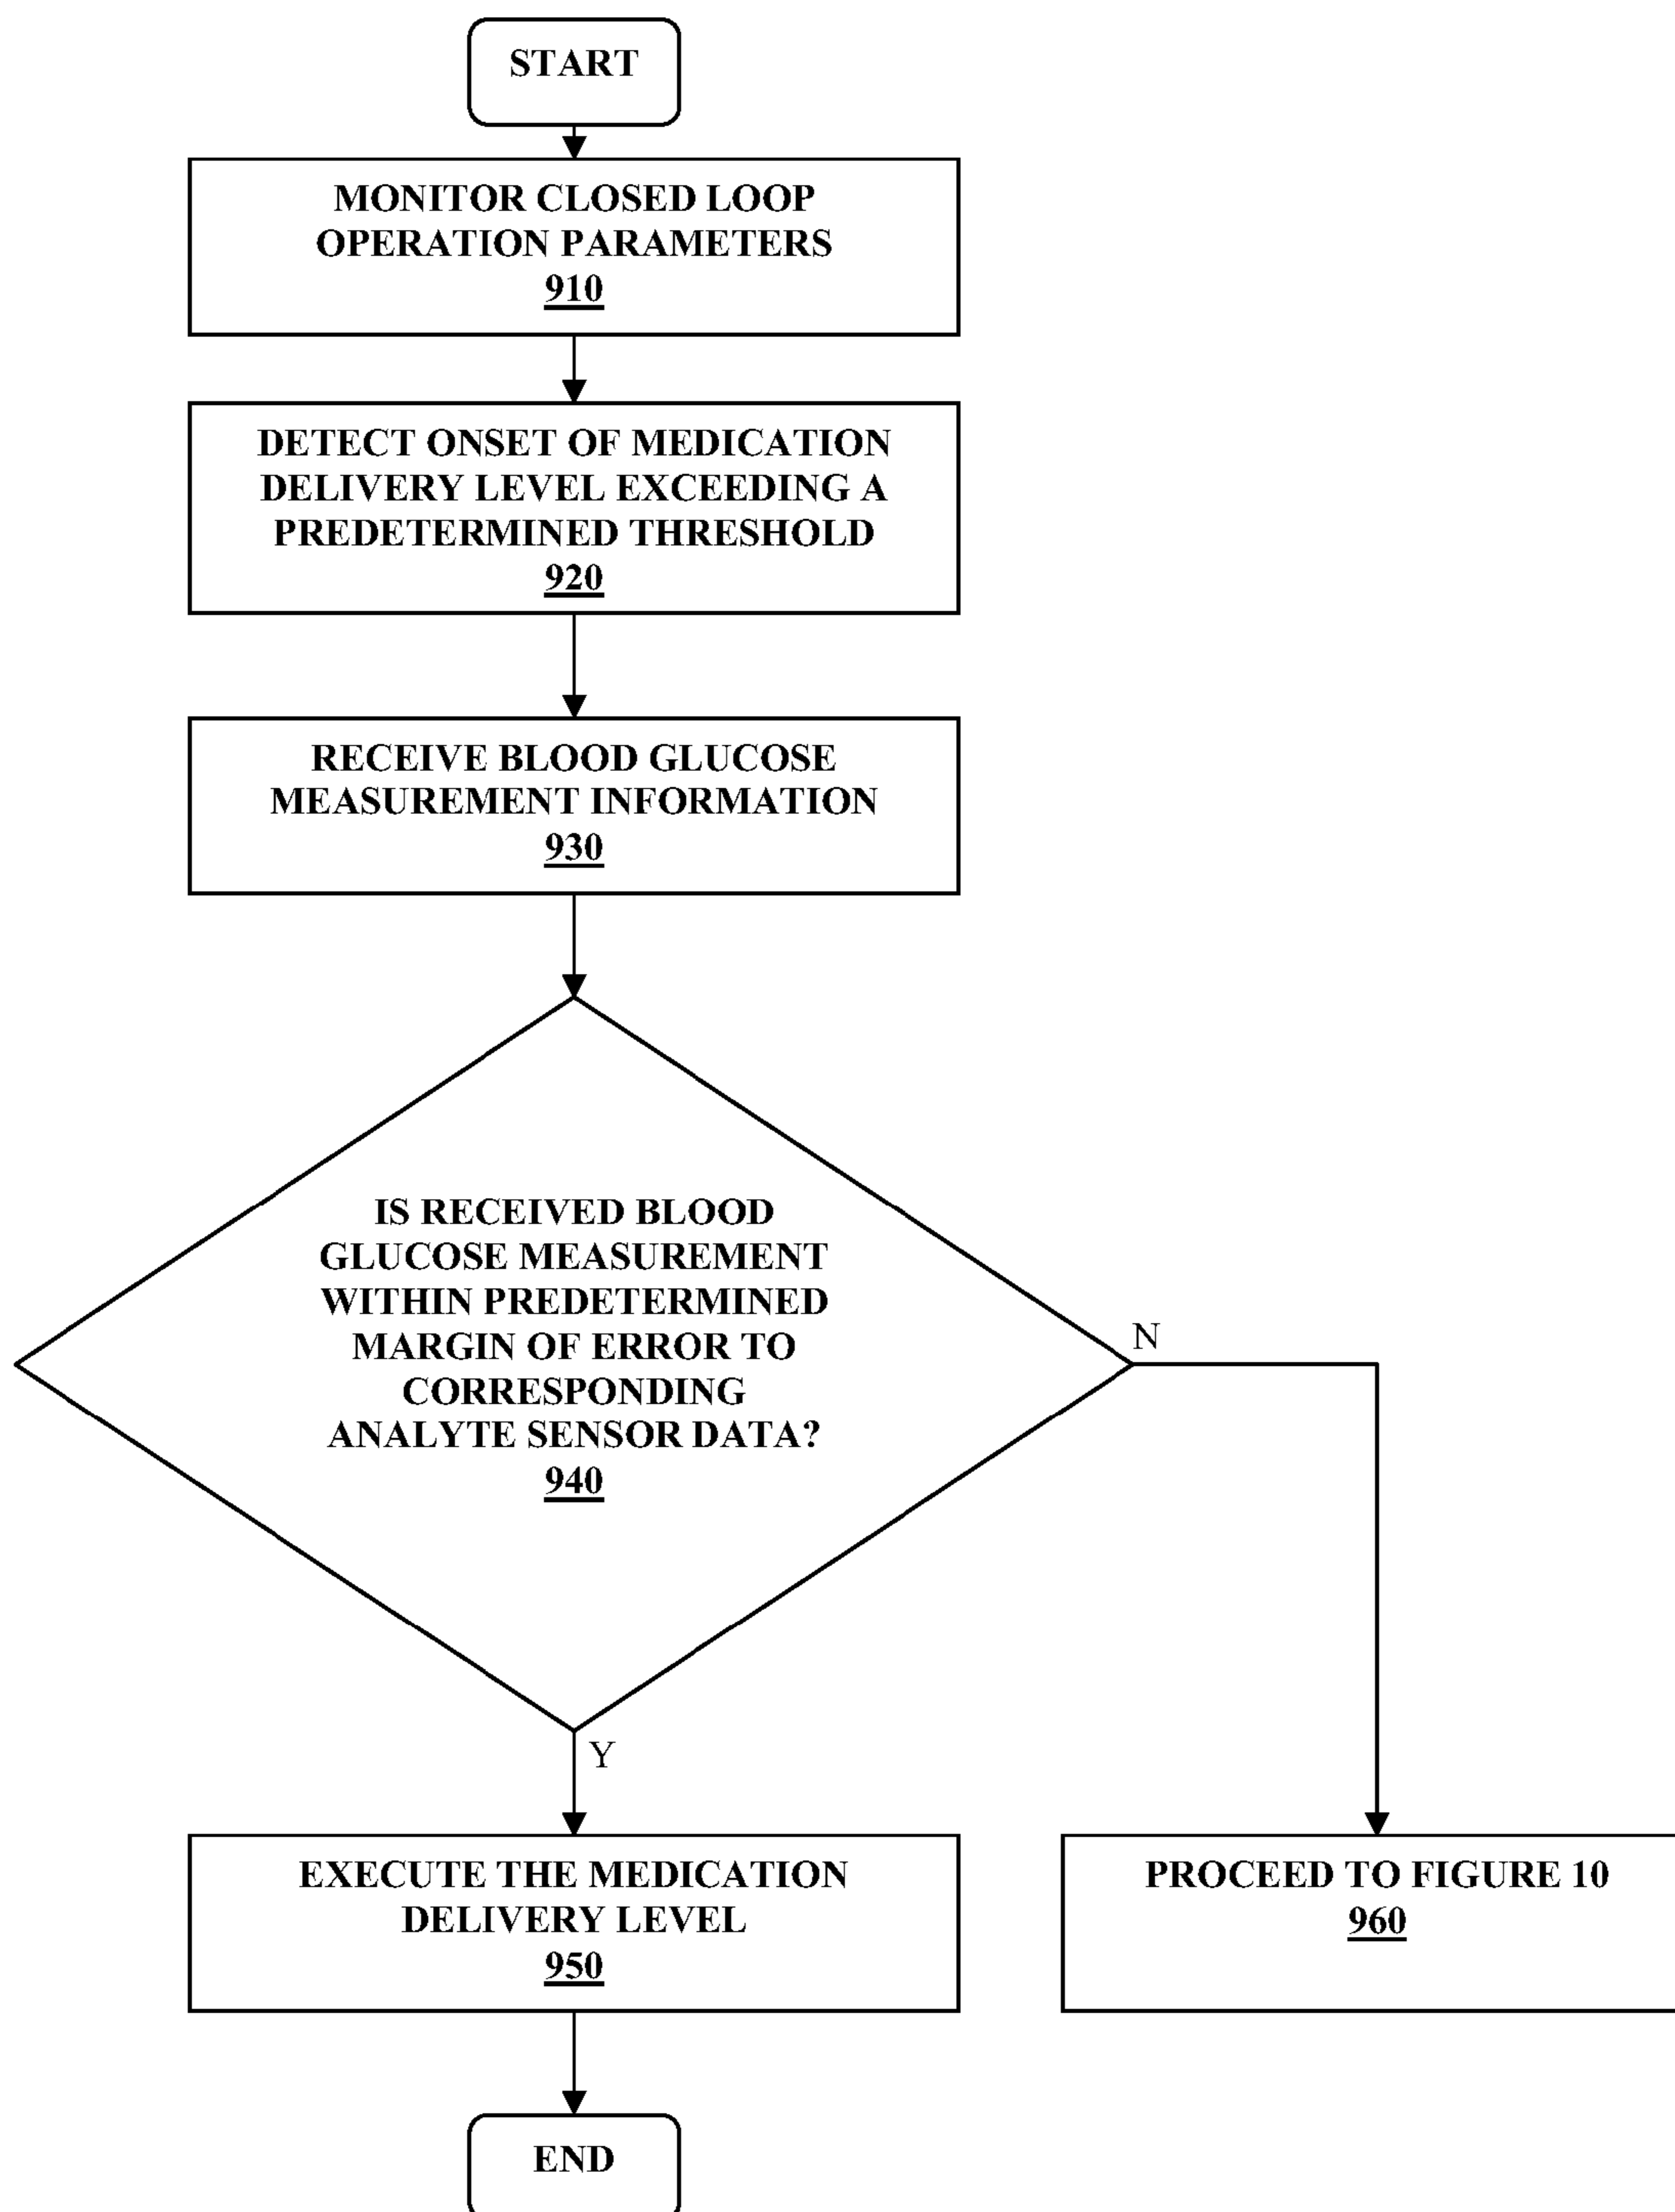 START
MONITOR CLOSED LOOP
OPERATION PARAMETERS
910
DETECT ONSET OF MEDICATION
DELIVERY LEVEL EXCEEDING A
PREDETERMINED THRESHOLD
920
RECEIVE BLOOD GLUCOSE
MEASUREMENT INFORMATION
930
IS RECEIVED BLOOD
GLUCOSE MEASUREMENT
WITHIN PREDETERMINED
MARGIN OF ERROR TO
CORRESPONDING
ANALYTE SENSOR DATA?
940
N
Y
EXECUTE THE MEDICATION
DELIVERY LEVEL
950
PROCEED TO FIGURE 10
960
END